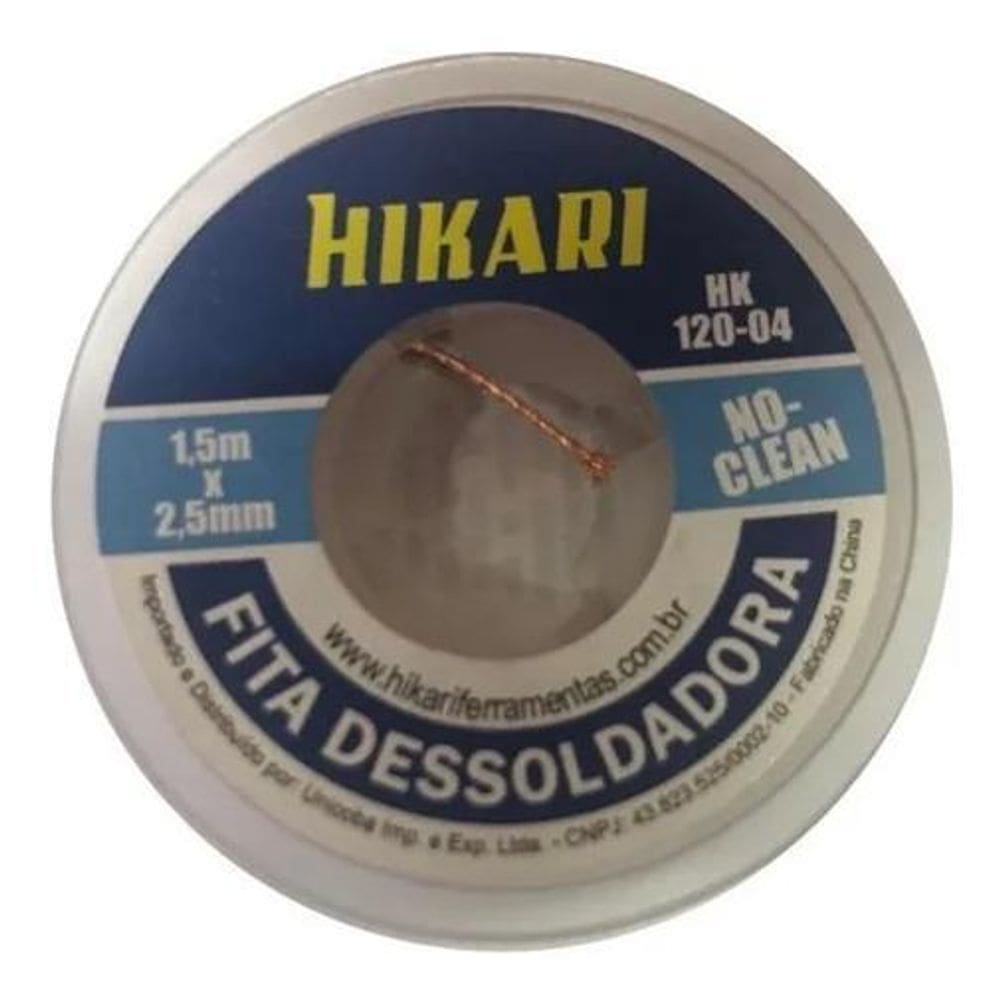 HIKARI
HK
120-04
1,5m
x
2,5mm
NO-
CLEAN
www.hikariferramentas.com.br
FITA DESSOLDADORA
Importado e Distribuído por: Unicoba Imp. e Exp. Ltda. - CNPJ: 43.823.525/0002-10 - Fabricado na China